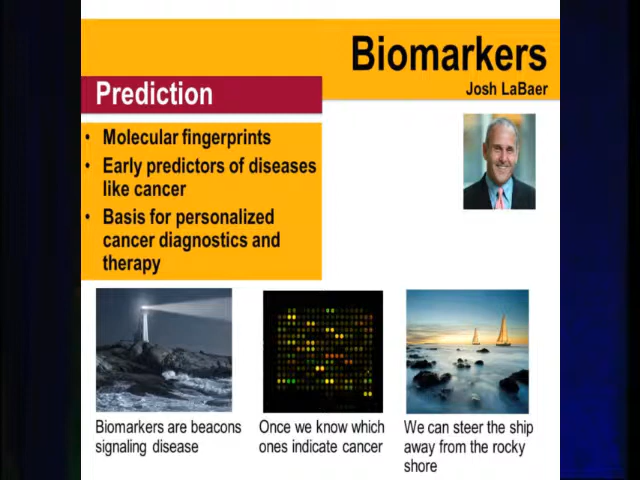 Biomarkers
Josh LaBaer
Prediction
• Molecular fingerprints
• Early predictors of diseases
like cancer
• Basis for personalized
cancer diagnostics and
therapy
Biomarkers are beacons
signaling disease
Once we know which
ones indicate cancer
We can steer the ship
away from the rocky
shore